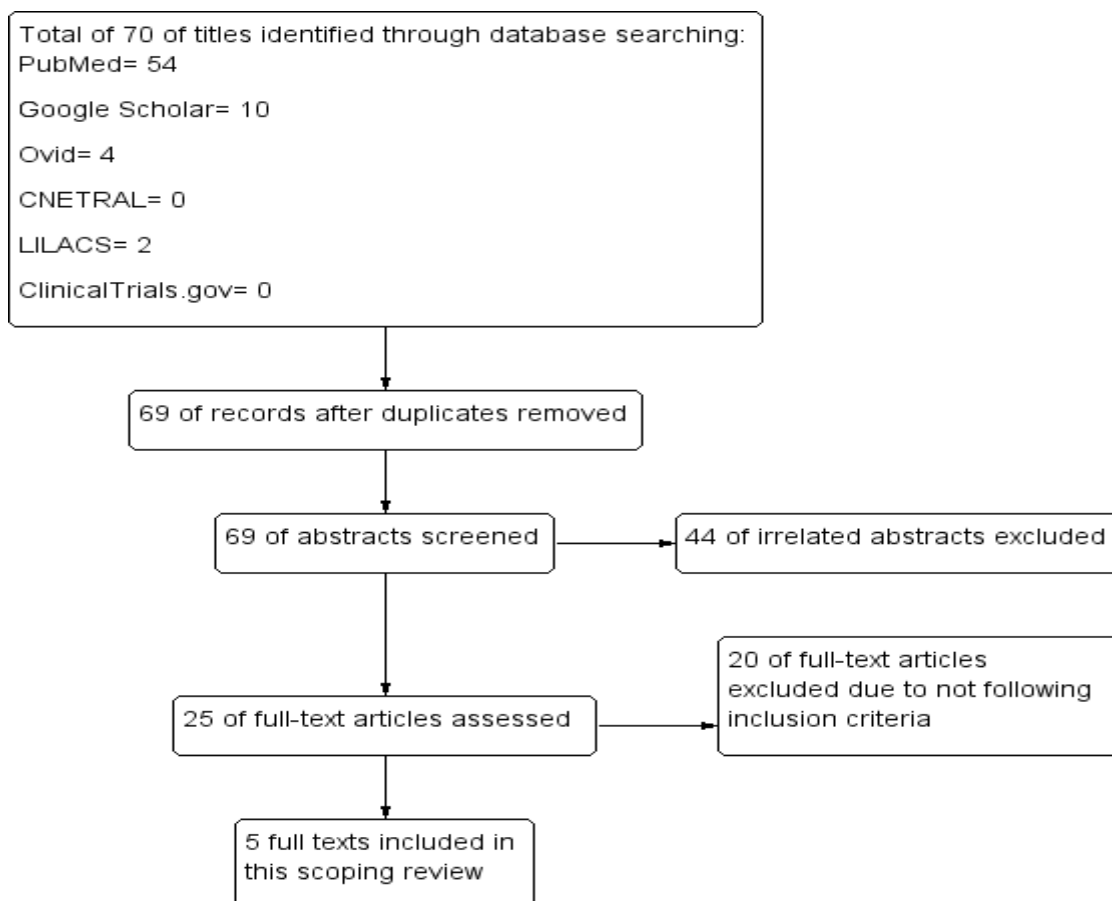 Total of 70 of titles identified through database searching:
PubMed= 54
Google Scholar= 10
Ovid= 4
CNETRAL= 0
LILACS= 2
ClinicalTrials.gov= 0
69 of records after duplicates removed
69 of abstracts screened
44 of irrelated abstracts excluded
20 of full-text articles
excluded due to not following
inclusion criteria
25 of full-text articles assessed
5 full texts included in
this scoping review